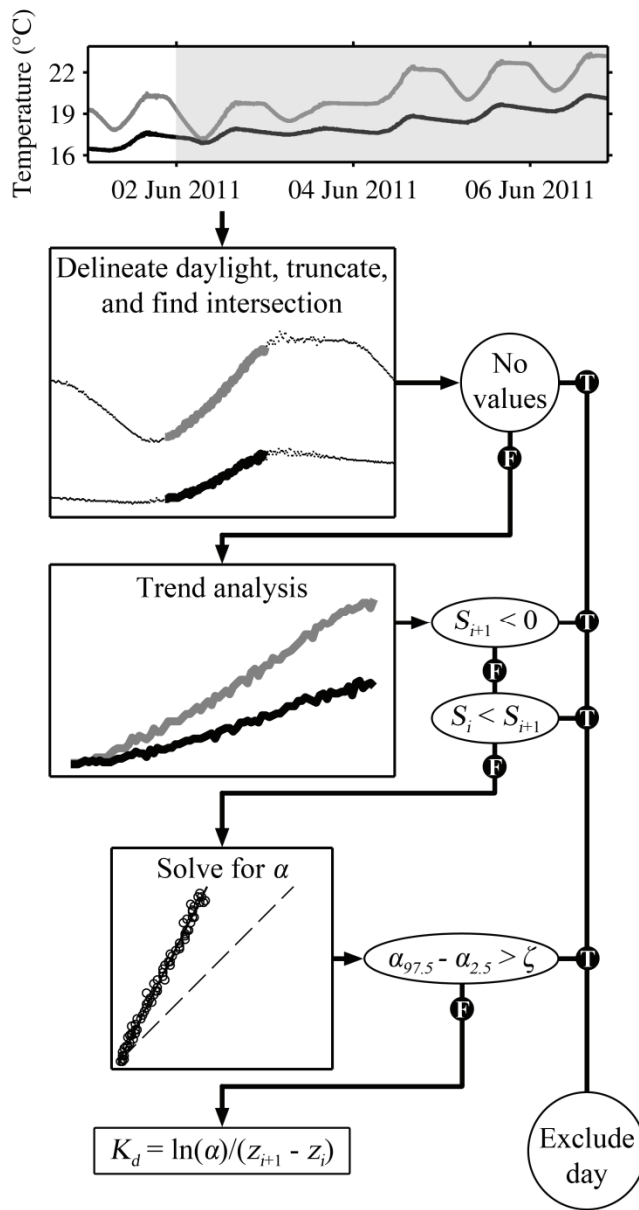 Temperature (°C)
22
19
16
02 Jun 2011
04 Jun 2011
06 Jun 2011
Delineate daylight, truncate,
and find intersection
No
values
T
F
Trend analysis
S_{i+1} < 0
T
F
S_i < S_{i+1}
T
F
Solve for α
α_{97.5} - α_{2.5} > ζ
T
F
K_d = ln(α)/(z_{i+1} - z_i)
Exclude
day